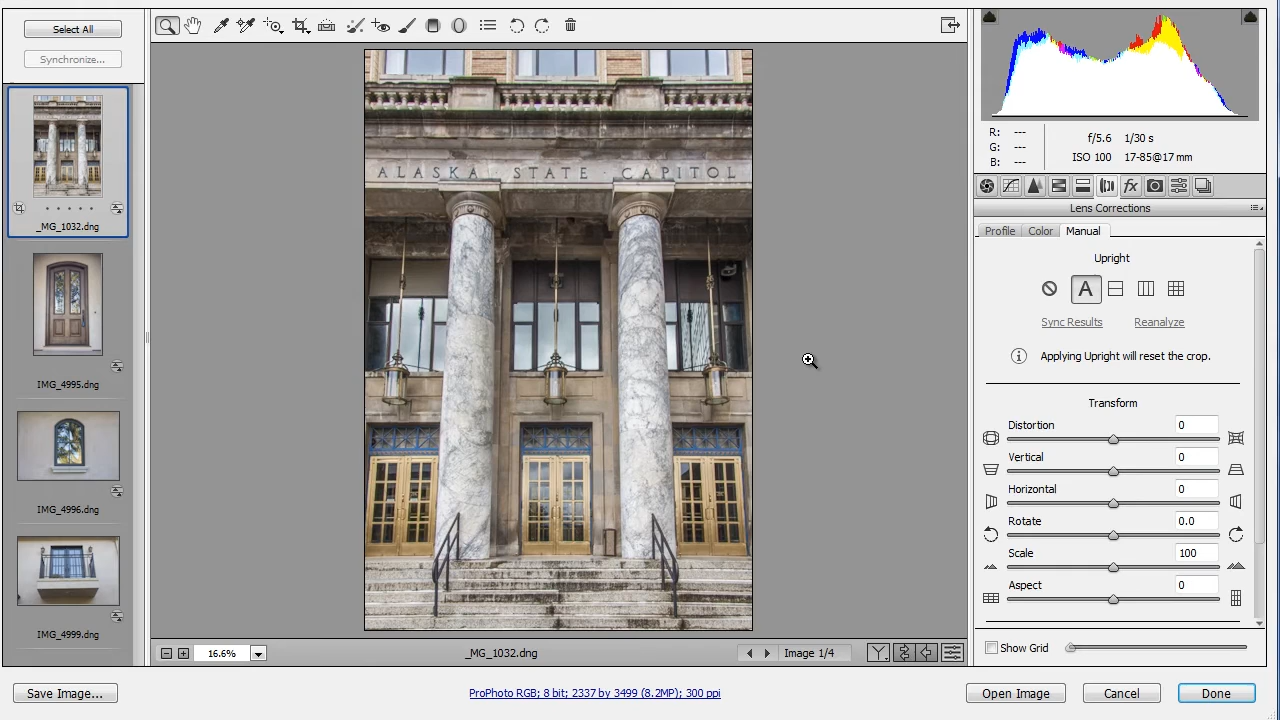 Select All
Synchronize...
_MG_1032.dng
IMG_4995.dng
IMG_4996.dng
IMG_4999.dng
ALASKA STATE CAPITOL
16.6%
_MG_1032.dng
Image 1/4
R: ---
G: ---
B: ---
f/5.6 1/30 s
ISO 100 17-85@17 mm
fx
Lens Corrections
Profile Color Manual
Upright
A
Sync Results Reanalyze
Applying Upright will reset the crop.
Transform
Distortion 0
Vertical 0
Horizontal 0
Rotate 0.0
Scale 100
Aspect 0
Show Grid
Save Image...
ProPhoto RGB; 8 bit; 2337 by 3499 (8.2MP); 300 ppi
Open Image
Cancel
Done